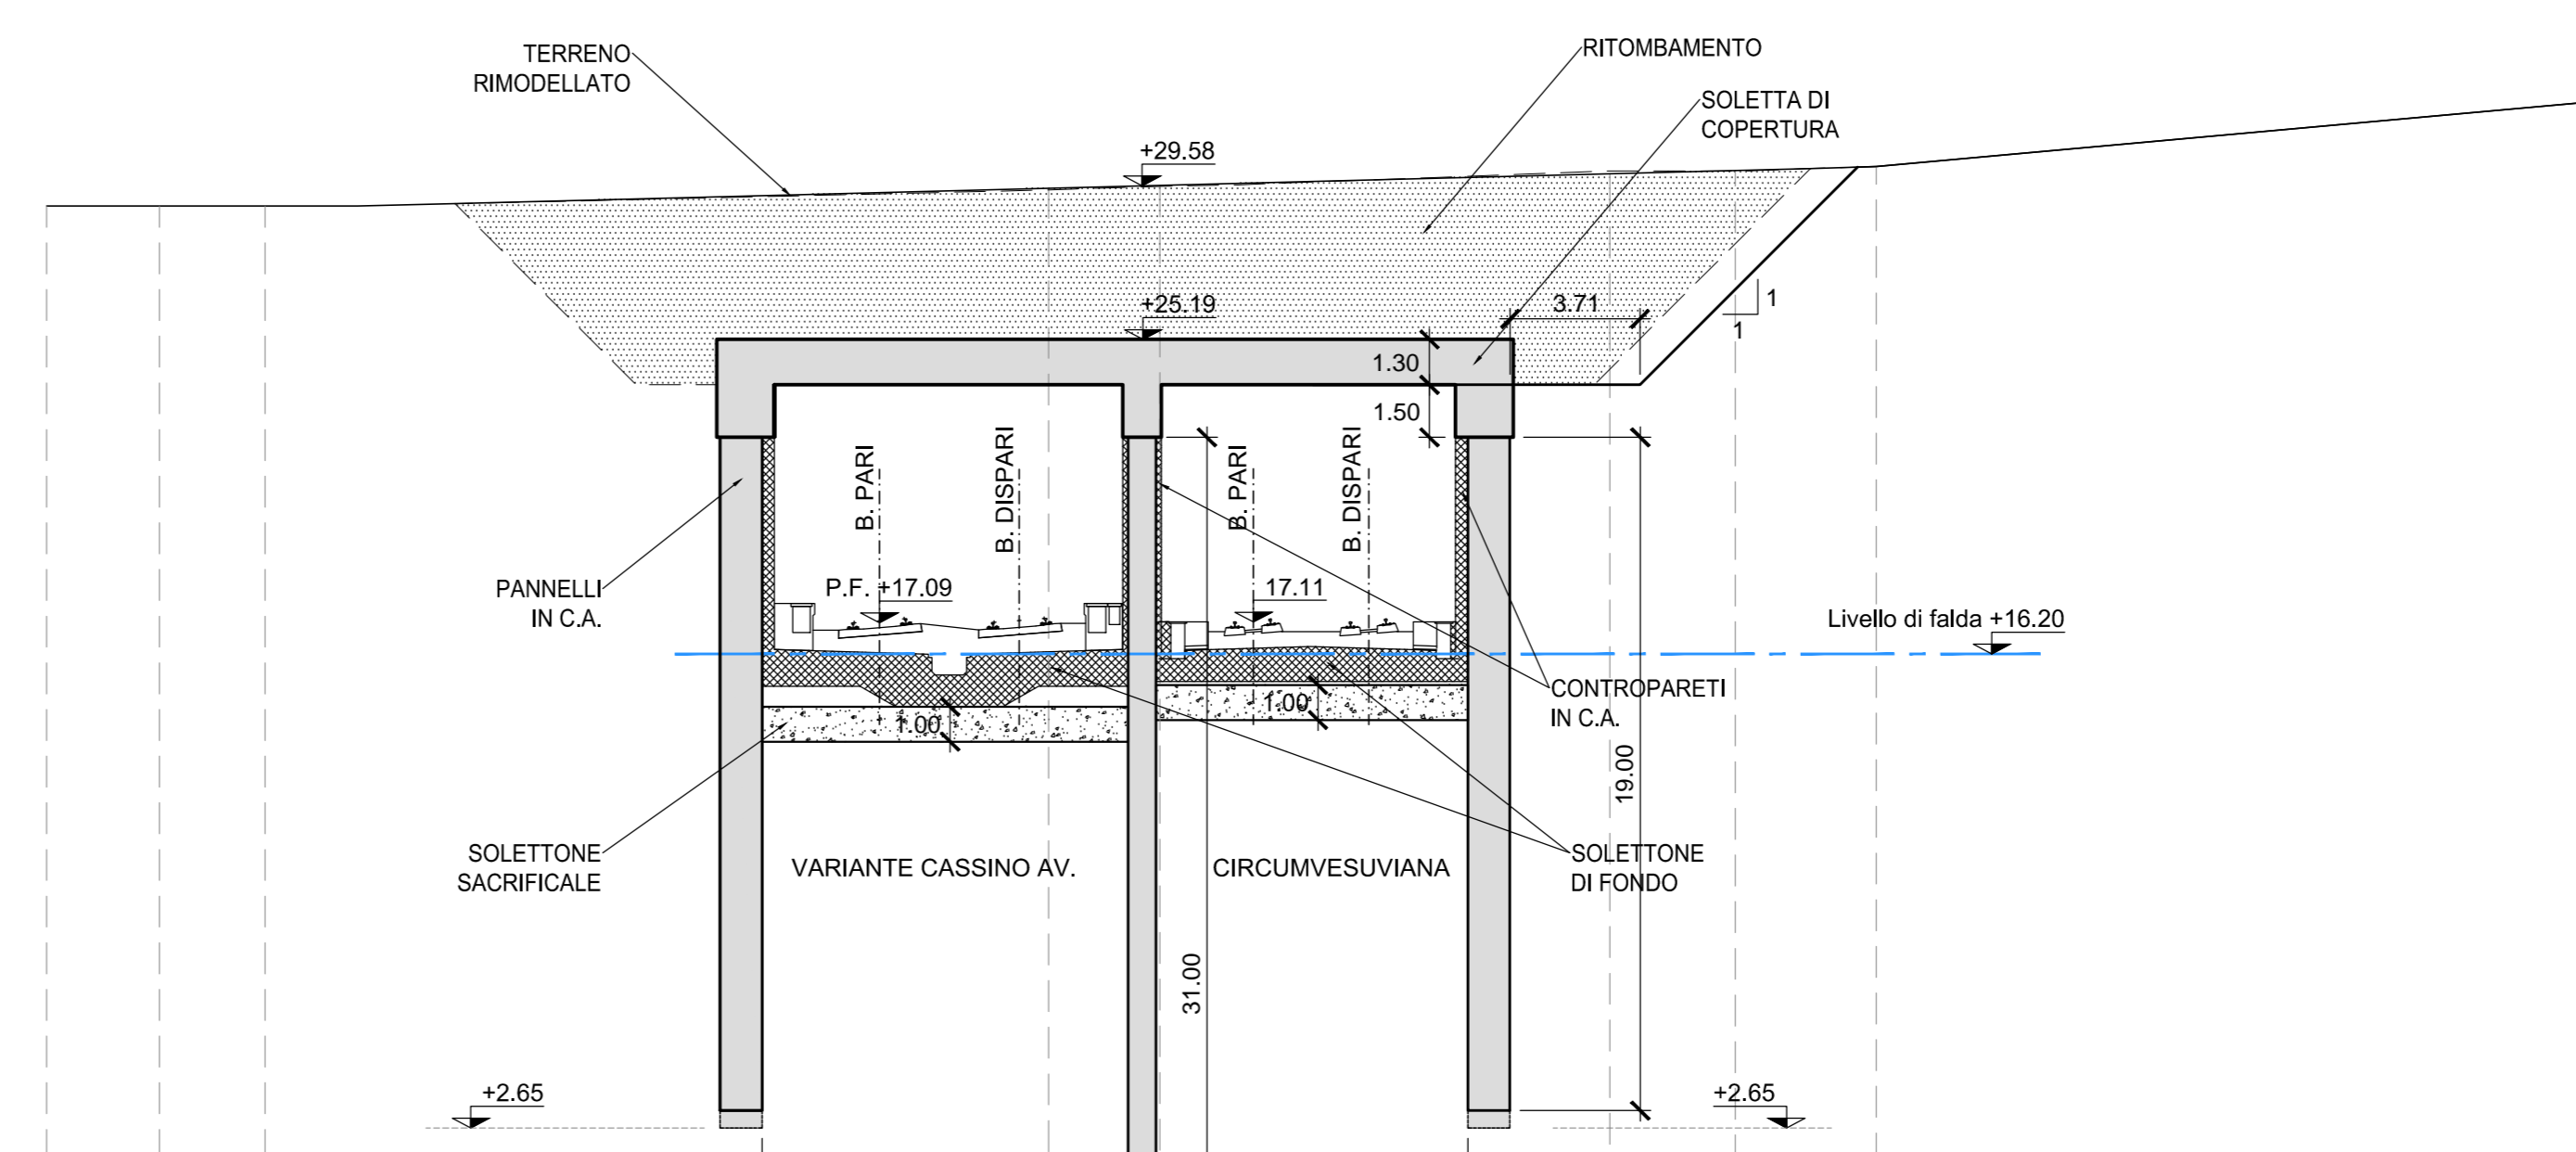 TERRENO
RIMODELLATO
RITOMBAMENTO
SOLETTA DI
COPERTURA
+29.58
+25.19
3.71
1
1
1.30
1.50
B. PARI
B. DISPARI
B. PARI
B. DISPARI
PANNELLI
IN C.A.
P.F. +17.09
17.11
Livello di falda +16.20
CONTROPARETI
IN C.A.
1.00
1.00
19.00
SOLETTONE
SACRIFICALE
VARIANTE CASSINO AV.
CIRCUMVESUVIANA
SOLETTONE
DI FONDO
31.00
+2.65
+2.65